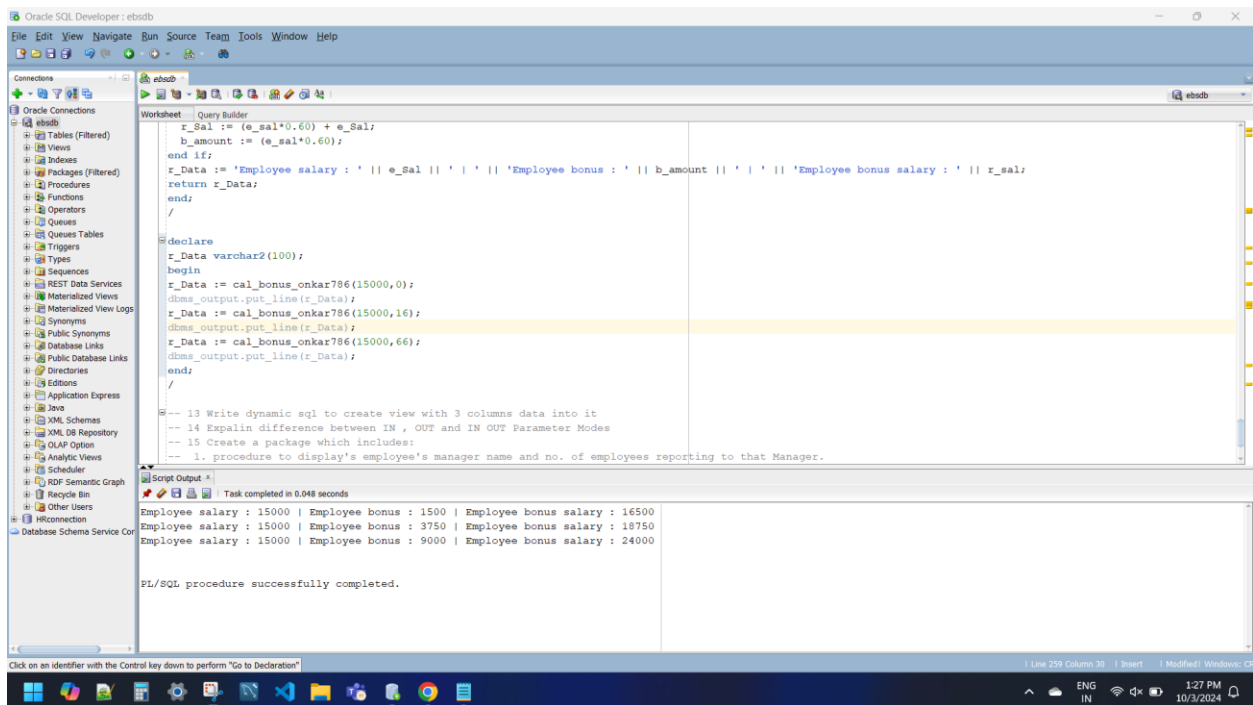 Oracle SQL Developer : ebsdb
File Edit View Navigate Run Source Team Tools Window Help
Connections
ebsdb
ebsdb
Oracle Connections
ebsdb
Tables (Filtered)
Views
Indexes
Packages (Filtered)
Procedures
Functions
Operators
Queues
Queues Tables
Triggers
Types
Sequences
REST Data Services
Materialized Views
Materialized View Logs
Synonyms
Public Synonyms
Database Links
Public Database Links
Directories
Editions
Application Express
Java
XML Schemas
XML DB Repository
OLAP Option
Analytic Views
Scheduler
RDF Semantic Graph
Recycle Bin
Other Users
HRconnection
Database Schema Service Cor
Worksheet Query Builder
r_Sal := (e_sal*0.60) + e_Sal;
b_amount := (e_sal*0.60);
end if;
r_Data := 'Employee salary : ' || e_Sal || ' | ' || 'Employee bonus : ' || b_amount || ' | ' || 'Employee bonus salary : ' || r_sal;
return r_Data;
end;
/
declare
r_Data varchar2(100);
begin
r_Data := cal_bonus_onkar786(15000,0);
dbms_output.put_line(r_Data);
r_Data := cal_bonus_onkar786(15000,16);
dbms_output.put_line(r_Data);
r_Data := cal_bonus_onkar786(15000,66);
dbms_output.put_line(r_Data);
end;
/
-- 13 Write dynamic sql to create view with 3 columns data into it
-- 14 Expalin difference between IN , OUT and IN OUT Parameter Modes
-- 15 Create a package which includes:
-- 1. procedure to display's employee's manager name and no. of employees reporting to that Manager.
Script Output
Task completed in 0.048 seconds
Employee salary : 15000 | Employee bonus : 1500 | Employee bonus salary : 16500
Employee salary : 15000 | Employee bonus : 3750 | Employee bonus salary : 18750
Employee salary : 15000 | Employee bonus : 9000 | Employee bonus salary : 24000
PL/SQL procedure successfully completed.
Click on an identifier with the Control key down to perform "Go to Declaration"
Line 259 Column 30 | Insert | Modified| Windows: CF
ENG
IN
1:27 PM
10/3/2024